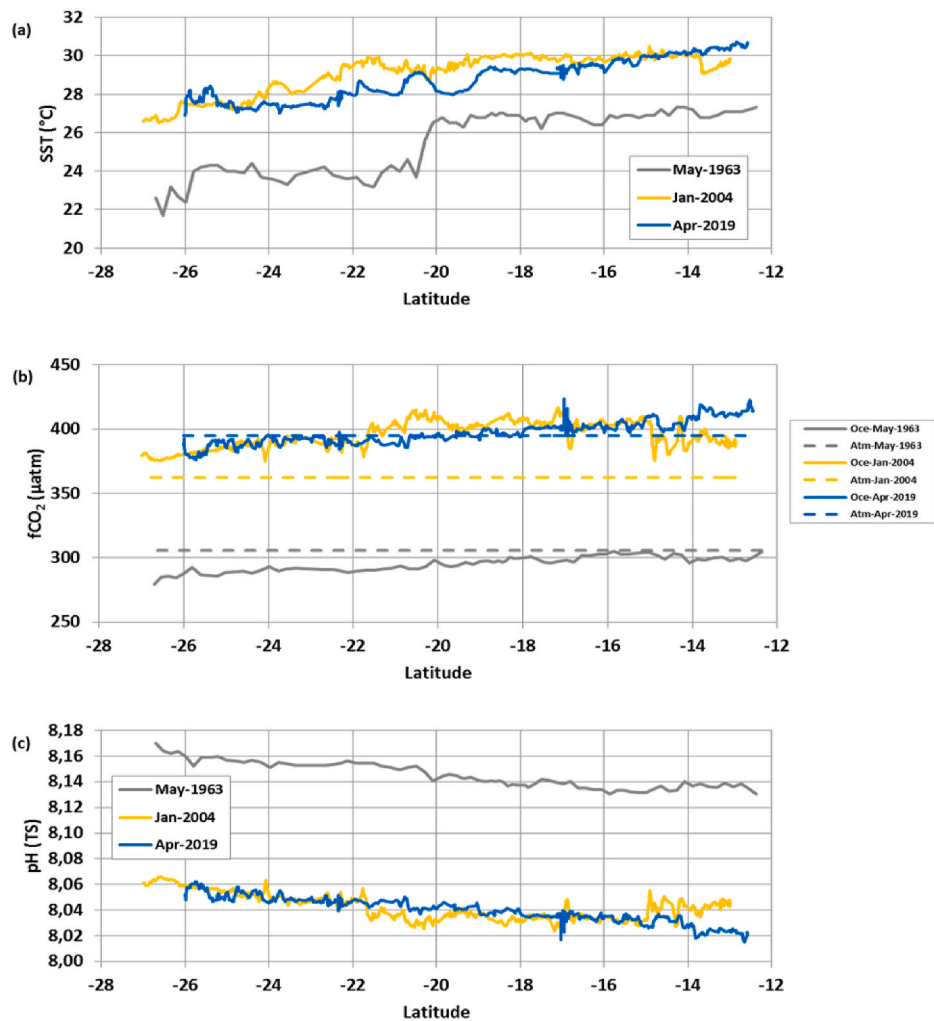 (a)
32
30
28
26
24
22
20
SST (°C)
May-1963
Jan-2004
Apr-2019
-28 -26 -24 -22 -20 -18 -16 -14 -12
Latitude
(b)
450
400
350
300
250
fCO₂ (µatm)
-28 -26 -24 -22 -20 -18 -16 -14 -12
Latitude
Oce-May-1963
Atm-May-1963
Oce-Jan-2004
Atm-Jan-2004
Oce-Apr-2019
Atm-Apr-2019
(c)
8,18
8,16
8,14
8,12
8,10
8,08
8,06
8,04
8,02
8,00
pH (TS)
May-1963
Jan-2004
Apr-2019
-28 -26 -24 -22 -20 -18 -16 -14 -12
Latitude